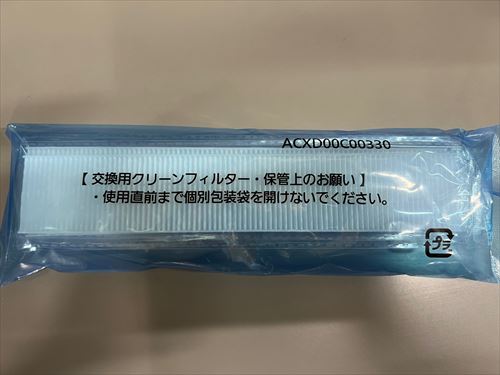 ACXD00C00330
【交換用クリーンフィルター・保管上のお願い】
・使用直前まで個別包装袋を開けないでください。
プラ